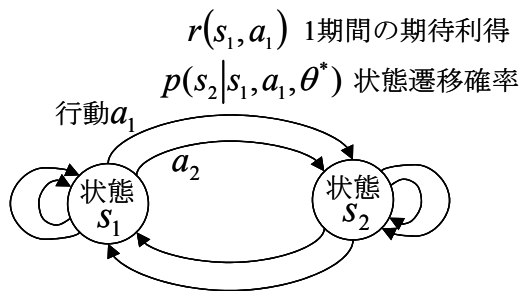 r(s₁,a₁) 1期間の期待利得
p(s₂|s₁,a₁,θ*) 状態遷移確率
行動a₁
a₂
状態
s₁
状態
s₂